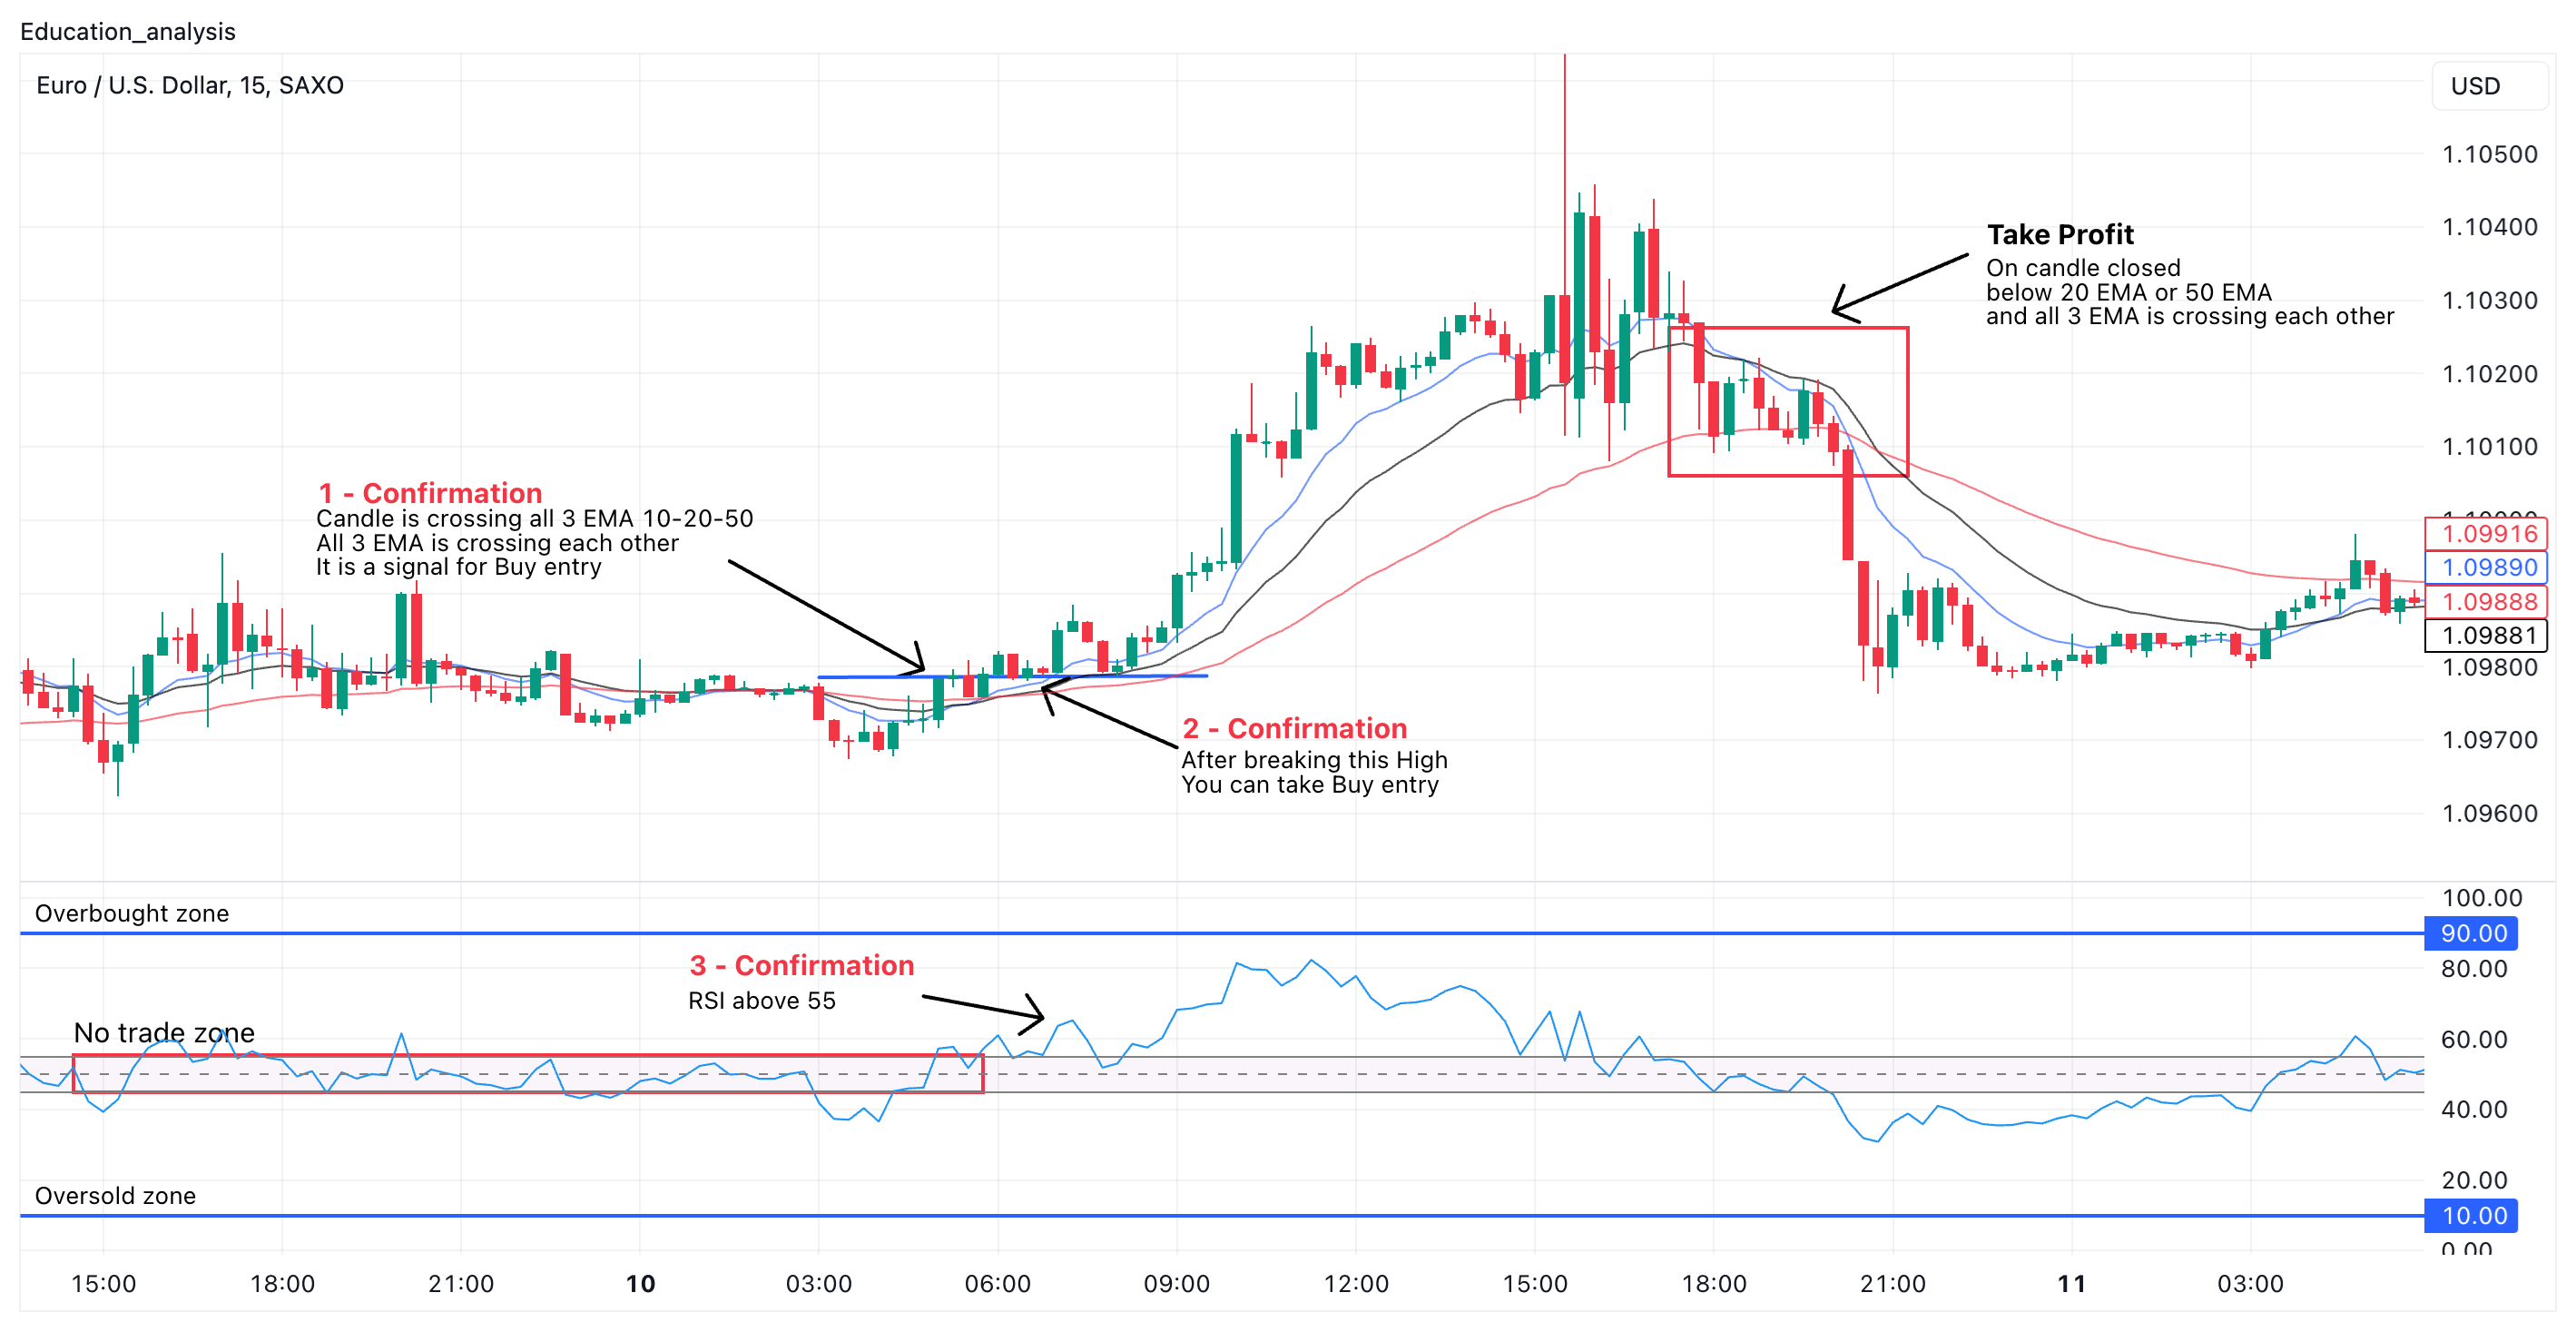 Education_analysis
Euro / U.S. Dollar, 15, SAXO
USD
1.10500
1.10400
1.10300
1.10200
1.10100
1.10000
1.09916
1.09890
1.09888
1.09881
1.09800
1.09700
1.09600
Take Profit
On candle closed
below 20 EMA or 50 EMA
and all 3 EMA is crossing each other
1 - Confirmation
Candle is crossing all 3 EMA 10-20-50
All 3 EMA is crossing each other
It is a signal for Buy entry
2 - Confirmation
After breaking this High
You can take Buy entry
Overbought zone
3 - Confirmation
RSI above 55
No trade zone
Oversold zone
100.00
90.00
80.00
60.00
40.00
20.00
10.00
0.00
15:00 18:00 21:00 10 03:00 06:00 09:00 12:00 15:00 18:00 21:00 11 03:00